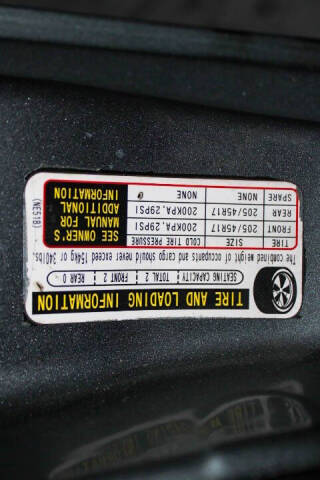 TIRE AND LOADING INFORMATION
SEATING CAPACITY TOTAL 2 FRONT 2 REAR 0
The combined weight of occupants and cargo should never exceed 154kg or 340lbs.
TIRE SIZE COLD TIRE PRESSURE
FRONT 205/45R17 200KPA,29PSI
REAR 205/45R17 200KPA,29PSI
SPARE NONE NONE
SEE OWNER'S
MANUAL FOR
ADDITIONAL
INFORMATION
(NE51B)